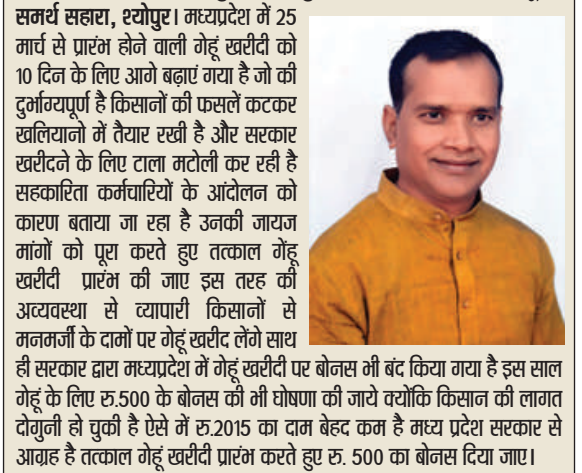 समर्थ सहारा, श्योपुर। मध्यप्रदेश में 25
मार्च से प्रारंभ होने वाली गेहूं खरीदी को
10 दिन के लिए आगे बढ़ाएं गया है जो की
दुर्भाग्यपूर्ण है किसानों की फसलें कटकर
खलियानो में तैयार रखी है और सरकार
खरीदने के लिए टाला मटोली कर रही है
सहकारिता कर्मचारियों के आंदोलन को
कारण बताया जा रहा है उनकी जायज
मांगों को पूरा करते हुए तत्काल गेंहू
खरीदी प्रारंभ की जाए इस तरह की
अव्यवस्था से व्यापारी किसानों से
मनमर्जी के दामों पर गेहूं खरीद लेंगे साथ
ही सरकार द्वारा मध्यप्रदेश में गेहूं खरीदी पर बोनस भी बंद किया गया है इस साल
गेहूं के लिए रु.500 के बोनस की भी घोषणा की जाये क्योंकि किसान की लागत
दोगुनी हो चुकी है ऐसे में रु.2015 का दाम बेहद कम है मध्य प्रदेश सरकार से
आग्रह है तत्काल गेहूं खरीदी प्रारंभ करते हुए रु. 500 का बोनस दिया जाए।